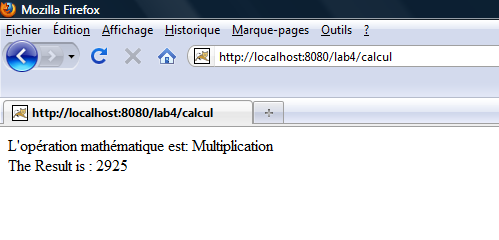 Mozilla Firefox
Fichier Édition Affichage Historique Marque-pages Outils ?
http://localhost:8080/lab4/calcul
http://localhost:8080/lab4/calcul
L'opération mathématique est: Multiplication
The Result is : 2925